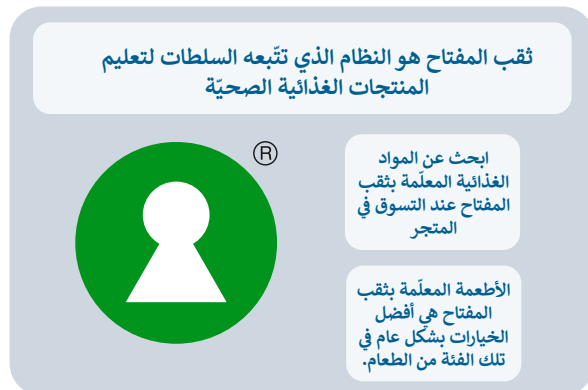 ثقب المفتاح هو النظام الذي تتّبعه السلطات لتعليم
المنتجات الغذائية الصحيّة
®
ابحث عن المواد
الغذائية المعلّمة بثقب
المفتاح عند التسوق في
المتجر
الأطعمة المعلّمة بثقب
المفتاح هي أفضل
الخيارات بشكل عام في
تلك الفئة من الطعام.